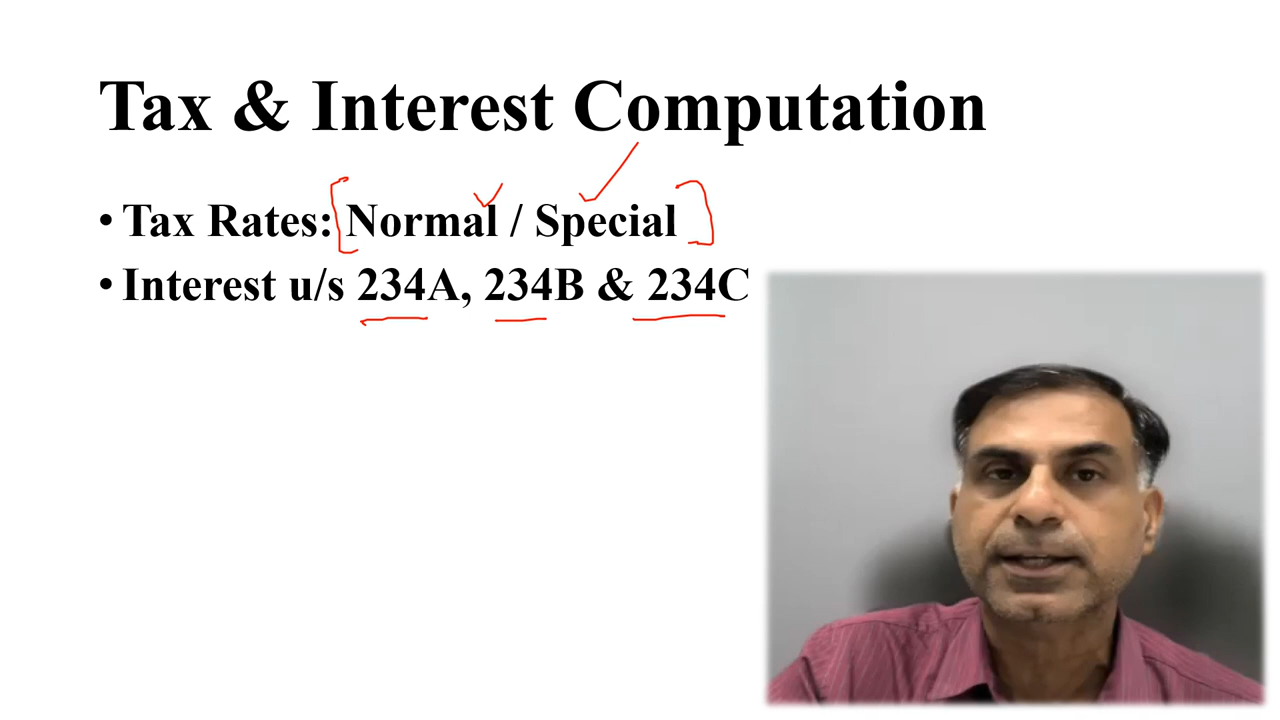 Tax & Interest Computation
• Tax Rates: Normal / Special
• Interest u/s 234A, 234B & 234C